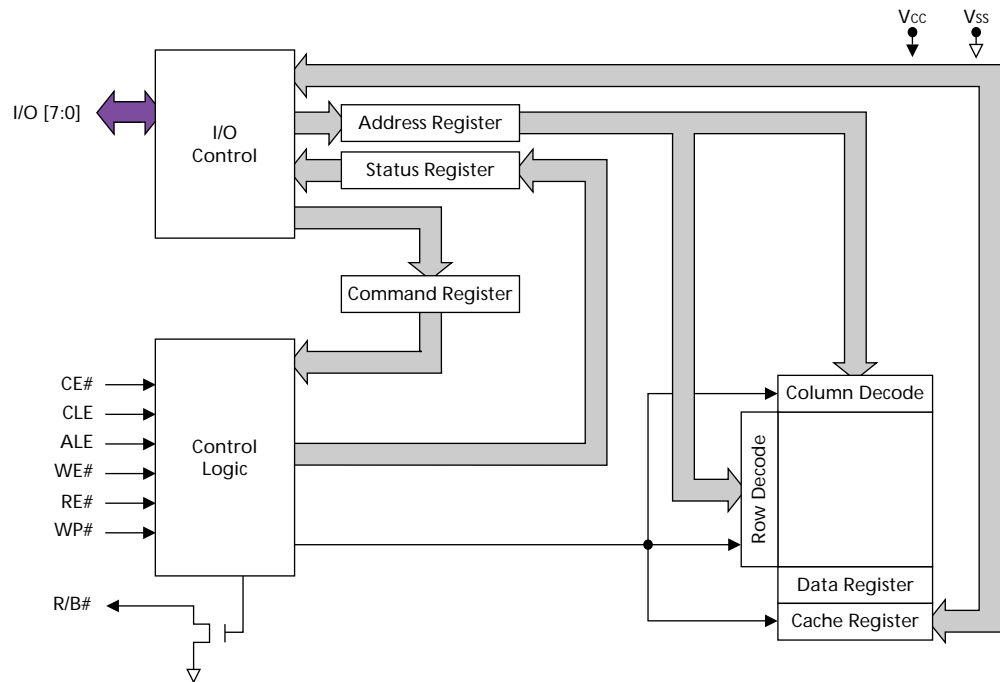 VCC
VSS
I/O [7:0]
I/O
Control
Address Register
Status Register
Command Register
CE#
CLE
ALE
WE#
RE#
WP#
R/B#
Control
Logic
Column Decode
Row Decode
Data Register
Cache Register